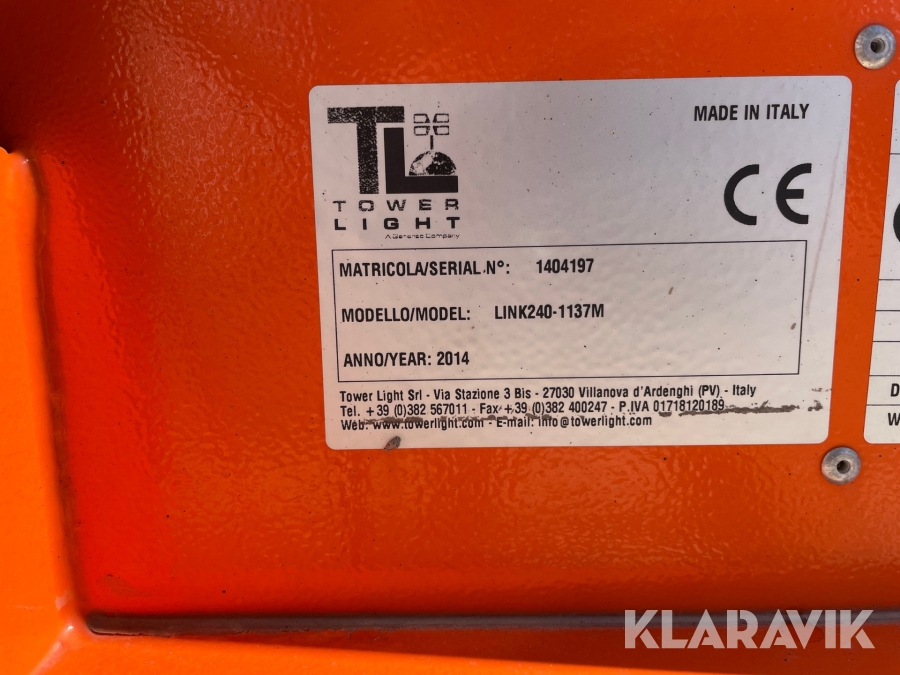 TL
TOWER
LIGHT
A Generac Company
MADE IN ITALY
CE
MATRICOLA/SERIAL N°: 1404197
MODELLO/MODEL: LINK240-1137M
ANNO/YEAR: 2014
Tower Light Srl - Via Stazione 3 Bis - 27030 Villanova d'Ardenghi (PV) - Italy
Tel. +39 (0)382 567011 - Fax +39 (0)382 400247 - P.IVA 01718120189
Web: www.towerlight.com - E-mail: info@towerlight.com
D
W
KLARAVIK